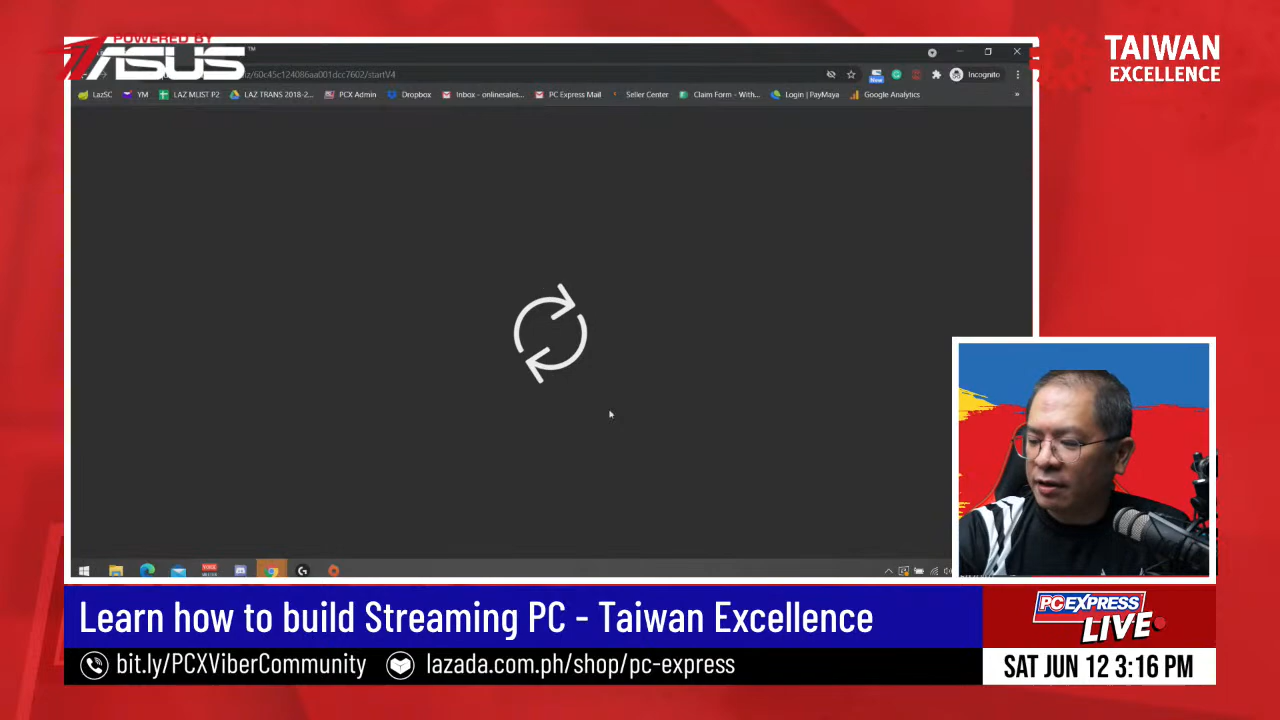 POWERED BY
ASUS
TAIWAN
EXCELLENCE
60c45c124086aa001dcc7602/startV4
New
Incognito
LazSC
YM
LAZ MLIST P2
LAZ TRANS 2018-2...
PCX Admin
Dropbox
Inbox - onlinesales...
PC Express Mail
Seller Center
Claim Form - With...
Login | PayMaya
Google Analytics
»
Learn how to build Streaming PC - Taiwan Excellence
PCEXPRESS
LIVE
bit.ly/PCXViberCommunity
lazada.com.ph/shop/pc-express
SAT JUN 12 3:16 PM